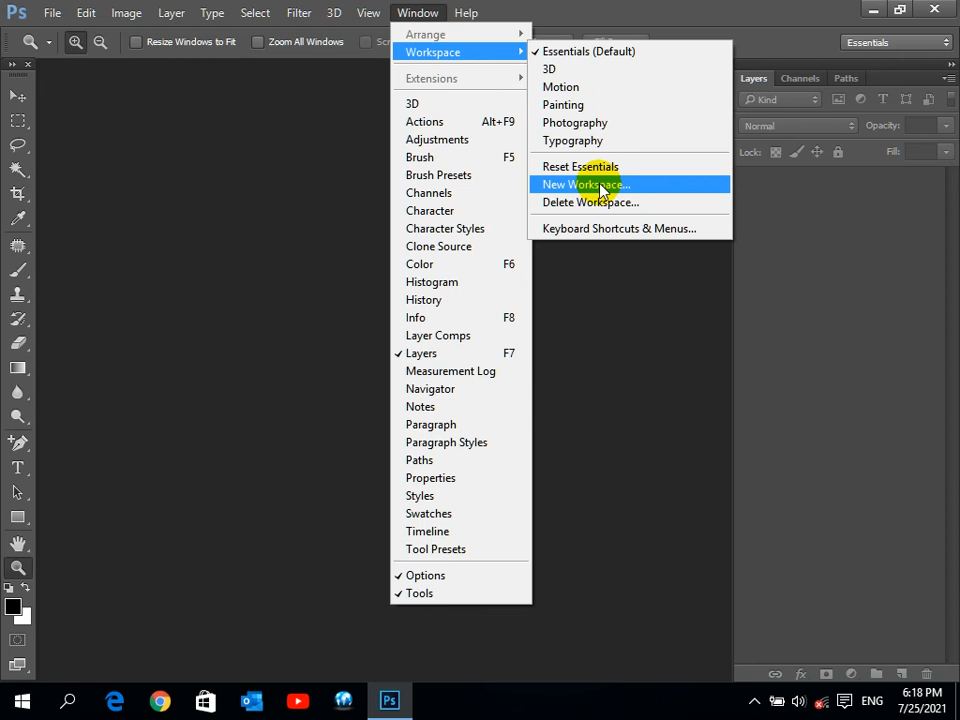 Ps File Edit Image Layer Type Select Filter 3D View Window Help
Resize Windows to Fit Zoom All Windows
Essentials
Arrange
Workspace
Extensions
3D
Actions Alt+F9
Adjustments
Brush F5
Brush Presets
Channels
Character
Character Styles
Clone Source
Color F6
Histogram
History
Info F8
Layer Comps
Layers F7
Measurement Log
Navigator
Notes
Paragraph
Paragraph Styles
Paths
Properties
Styles
Swatches
Timeline
Tool Presets
Options
Tools
Essentials (Default)
3D
Motion
Painting
Photography
Typography
Reset Essentials
New Workspace...
Delete Workspace...
Keyboard Shortcuts & Menus...
Layers Channels Paths
Kind
Normal Opacity:
Lock: Fill:
Ps
ENG
6:18 PM
7/25/2021